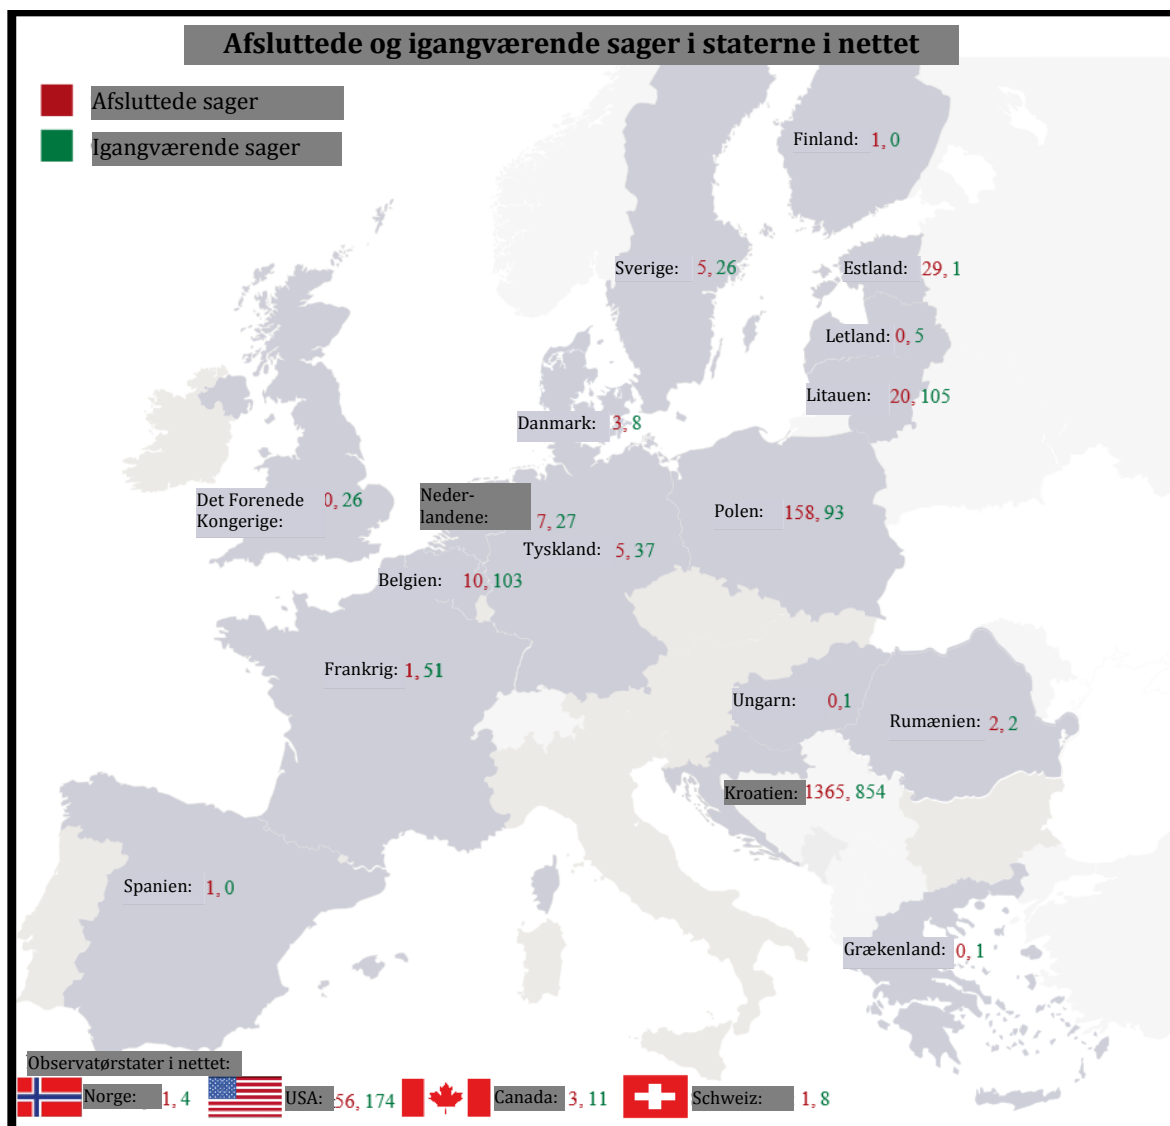 Afsluttede og igangværende sager i staterne i nettet
Afsluttede sager
Igangværende sager
Finland: 1, 0
Sverige: 5, 26
Estland: 29, 1
Letland: 0, 5
Litauen: 20, 105
Danmark: 3, 8
Det Forenede
Kongerige: 0, 26
Neder-
landene: 7, 27
Polen: 158, 93
Tyskland: 5, 37
Belgien: 10, 103
Frankrig: 1, 51
Ungarn: 0,1
Rumænien: 2, 2
Kroatien: 1365, 854
Spanien: 1, 0
Grækenland: 0, 1
Observatørstater i nettet:
Norge: 1, 4 USA: 56, 174 Canada: 3, 11 Schweiz: 1, 8